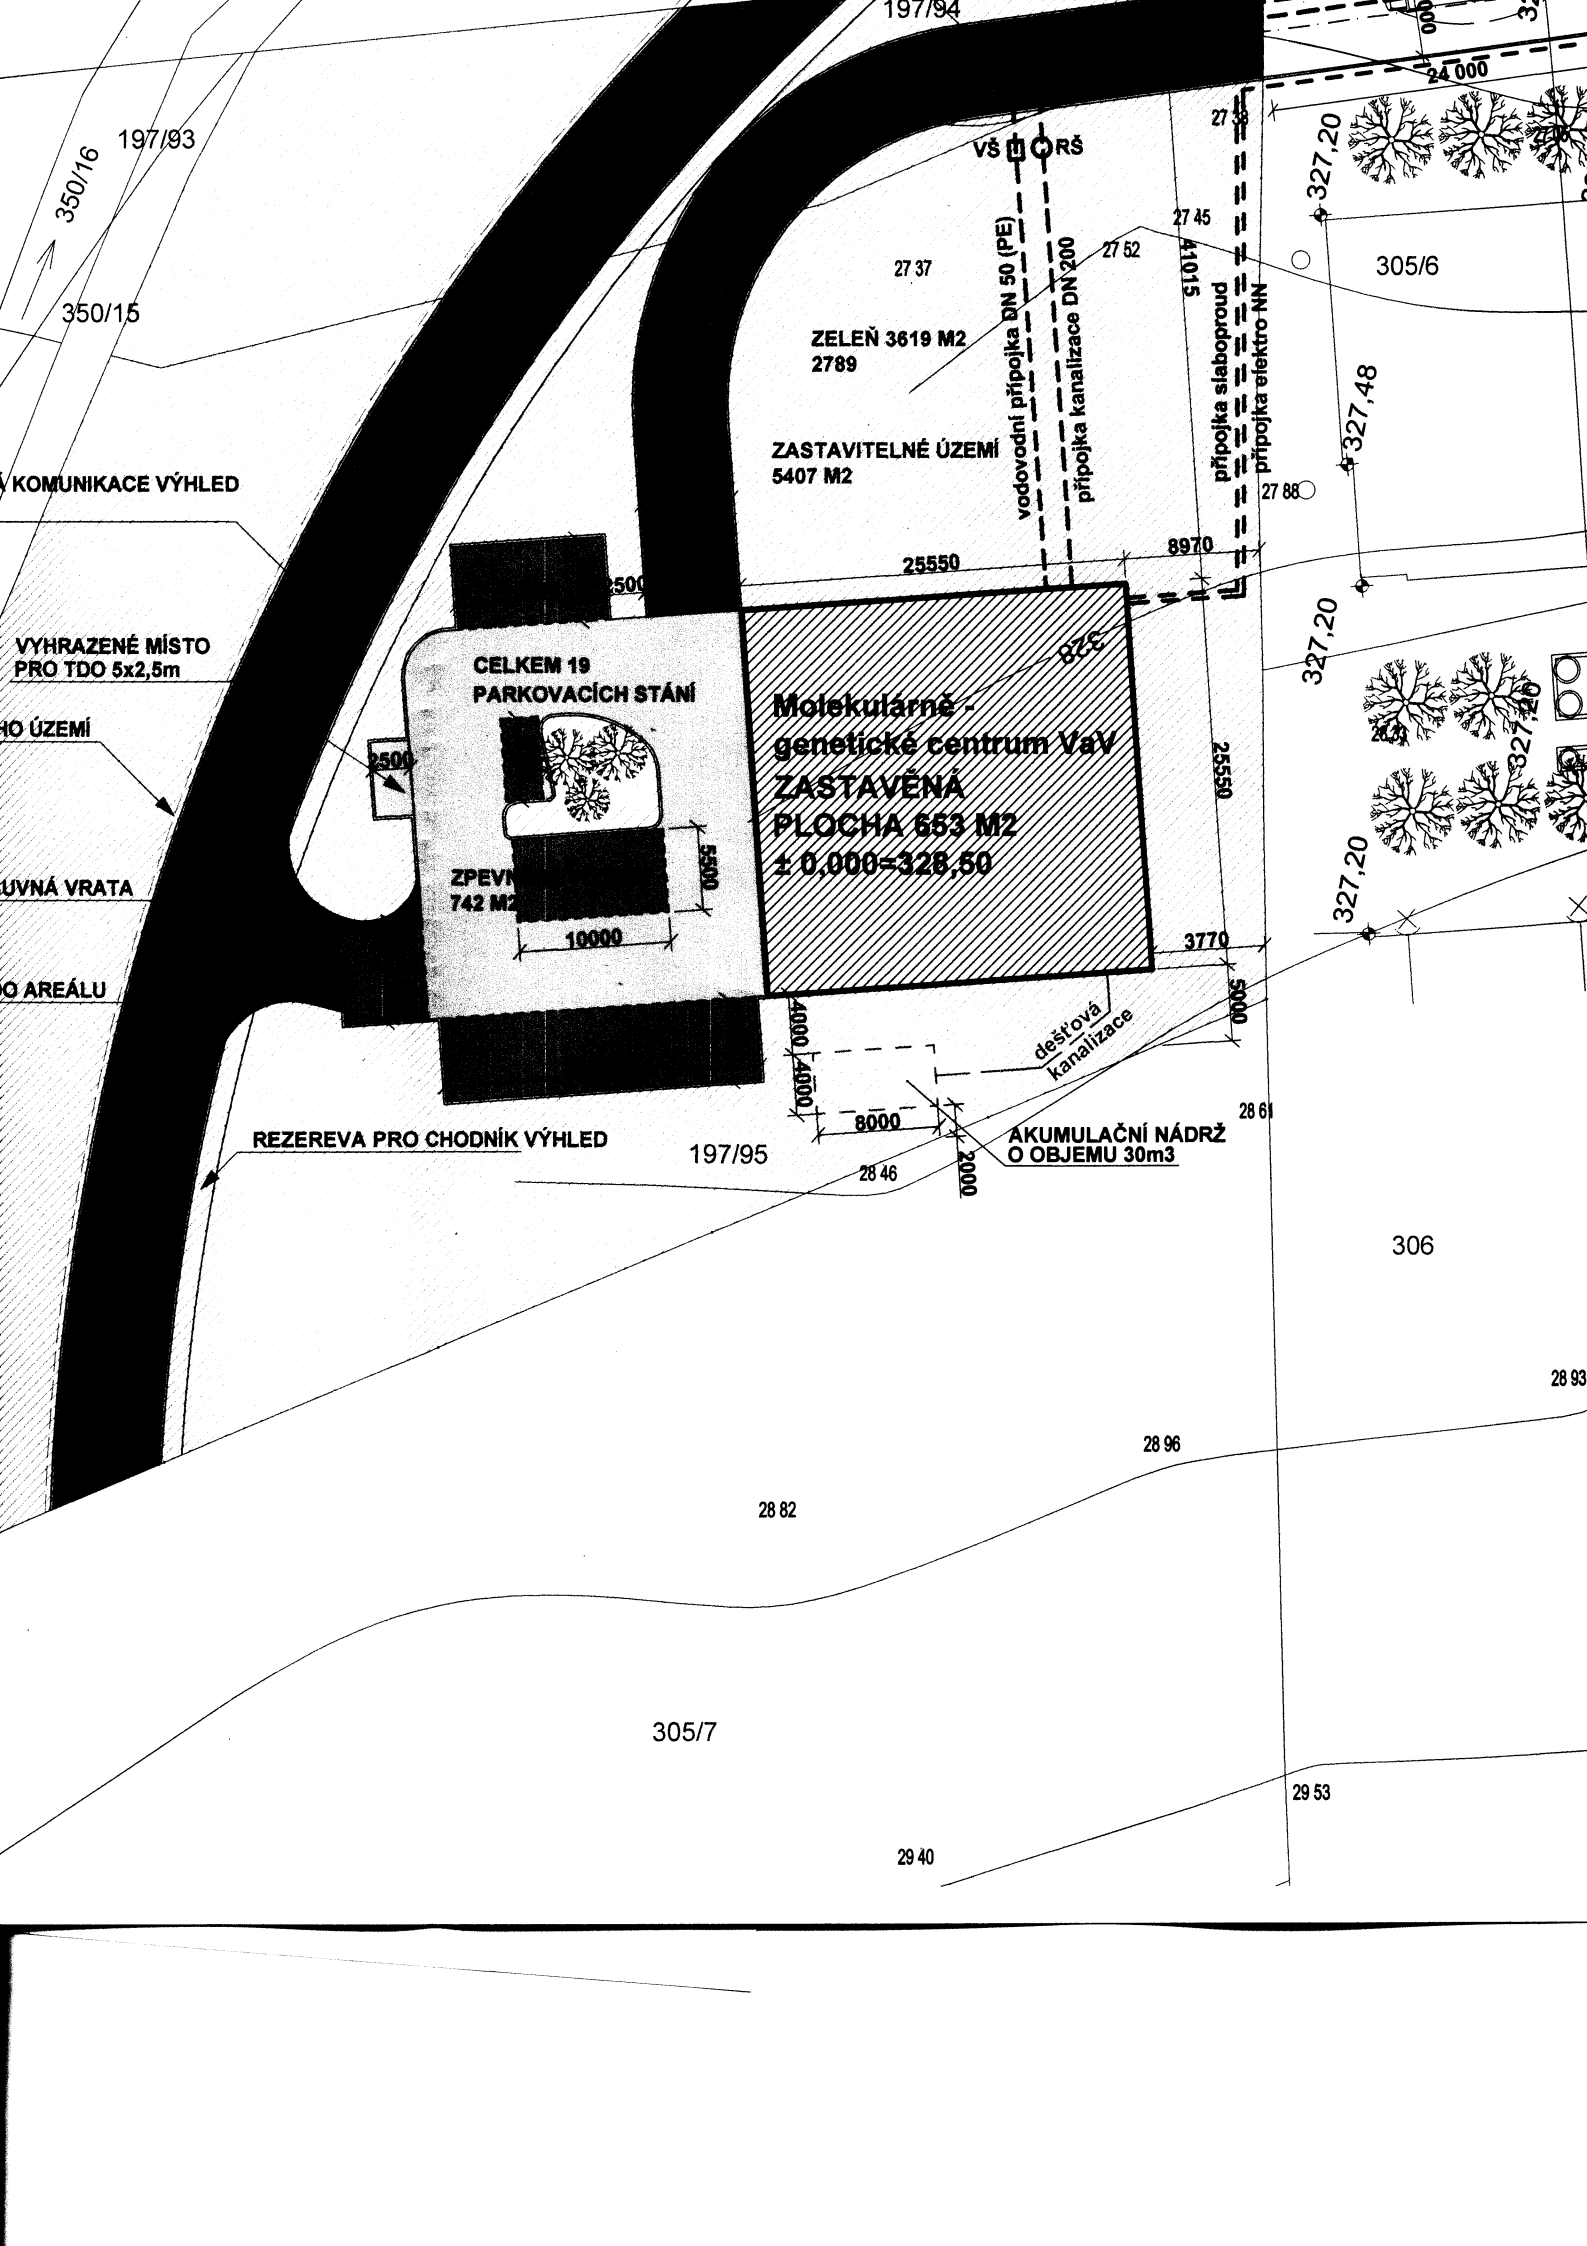 197/94
24 000
197/93
350/16
350/15
327,20
VŠ
RŠ
27 45
27 52
27 37
41015
305/6
ZELEŇ 3619 M2
2789
vodovodní přípojka DN 50 (PE)
přípojka kanalizace DN 200
přípojka slaboproud
přípojka elektro NN
327,48
ZASTAVITELNÉ ÚZEMÍ
5407 M2
KOMUNIKACE VÝHLED
27 88
25550
8970
2500
327,20
328
VYHRAZENÉ MÍSTO
PRO TDO 5x2,5m
CELKEM 19
PARKOVACÍCH STÁNÍ
HO ÚZEMÍ
2500
Molekulárně -
genetické centrum VaV
ZASTAVĚNÁ
PLOCHA 653 M2
± 0,000=328,50
25550
327,20
5500
ZPEVN
742 M2
10000
UVNÁ VRATA
327,20
3770
DO AREÁLU
5000
4000
4000
dešťová
kanalizace
8000
2000
28 61
REZEREVA PRO CHODNÍK VÝHLED
197/95
28 46
AKUMULAČNÍ NÁDRŽ
O OBJEMU 30m3
306
28 93
28 96
28 82
305/7
29 53
29 40